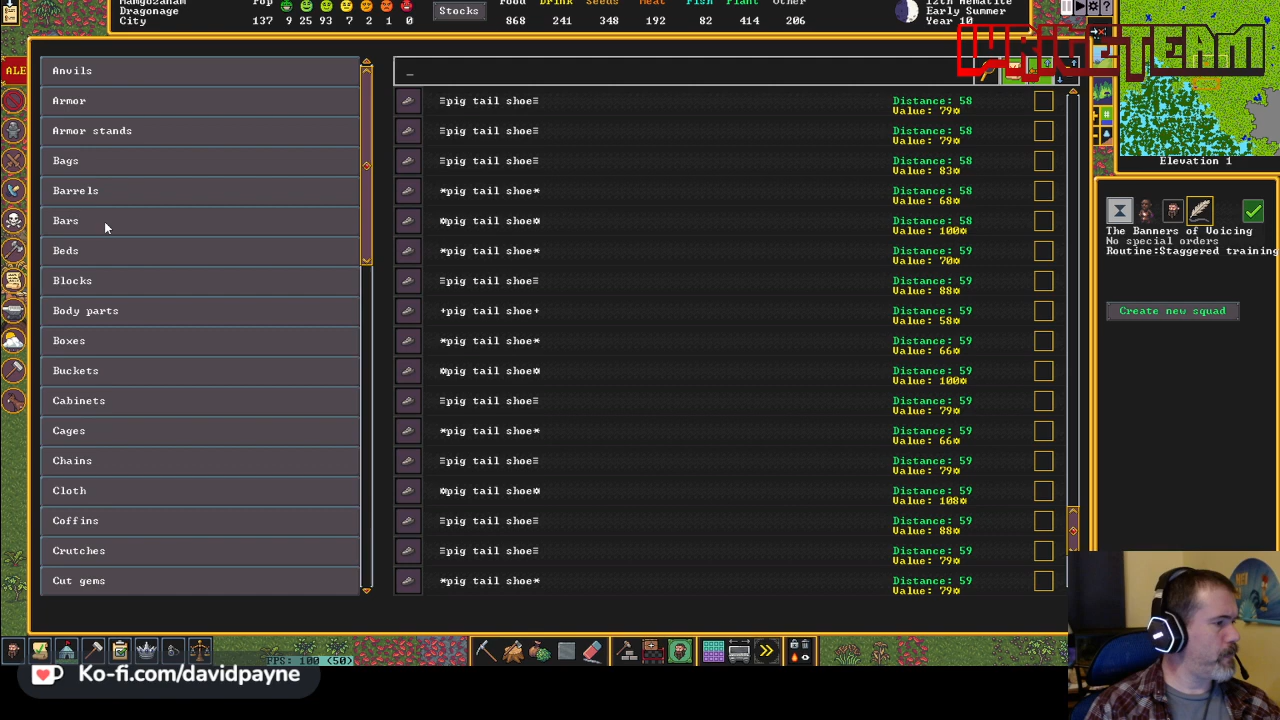 Pop
Drink
Seeds
Meat
Fish
Plant
Other
12th Hematite
Dragonage
City
137 9 25 93 7 2 1 0
Stocks
868 241 348 192 82 414 206
Early Summer
Year 10
LYRICTEAM
ALE
Anvils
Armor
Armor stands
Bags
Barrels
Bars
Beds
Blocks
Body parts
Boxes
Buckets
Cabinets
Cages
Chains
Cloth
Coffins
Crutches
Cut gems
_
≡pig tail shoe≡ Distance: 58
Value: 79☼
≡pig tail shoe≡ Distance: 58
Value: 79☼
≡pig tail shoe≡ Distance: 58
Value: 83☼
*pig tail shoe* Distance: 58
Value: 68☼
☼pig tail shoe☼ Distance: 58
Value: 100☼
*pig tail shoe* Distance: 59
Value: 70☼
≡pig tail shoe≡ Distance: 59
Value: 88☼
+pig tail shoe+ Distance: 59
Value: 58☼
*pig tail shoe* Distance: 59
Value: 66☼
☼pig tail shoe☼ Distance: 59
Value: 100☼
≡pig tail shoe≡ Distance: 59
Value: 79☼
*pig tail shoe* Distance: 59
Value: 66☼
≡pig tail shoe≡ Distance: 59
Value: 79☼
☼pig tail shoe☼ Distance: 59
Value: 108☼
≡pig tail shoe≡ Distance: 59
Value: 88☼
≡pig tail shoe≡ Distance: 59
Value: 79☼
*pig tail shoe* Distance: 59
Value: 79☼
Elevation 1
The Banners of Voicing
No special orders
Routine:Staggered training
Create new squad
FPS: 100 (50)
Ko-fi.com/davidpayne